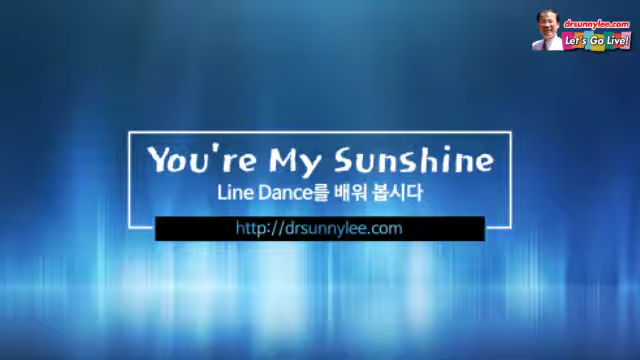 drsunnylee.com
Let's Go Live!
You're My Sunshine
Line Dance를 배워 봅시다
http://drsunnylee.com